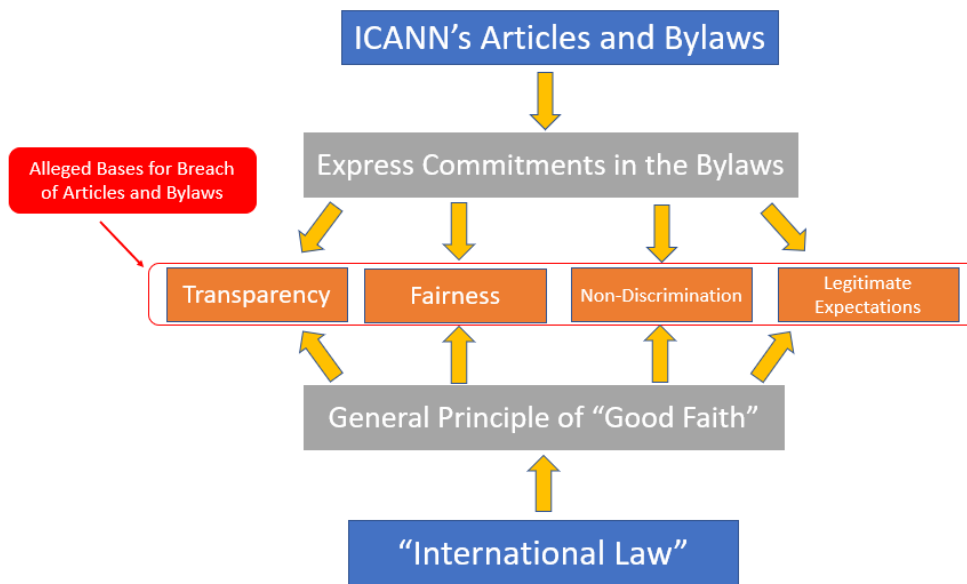 ICANN’s Articles and Bylaws
Express Commitments in the Bylaws
Alleged Bases for Breach
of Articles and Bylaws
Transparency
Fairness
Non-Discrimination
Legitimate
Expectations
General Principle of “Good Faith”
“International Law”